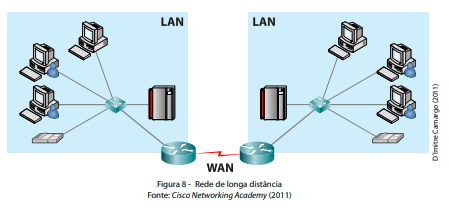 LAN
LAN
WAN
D'Imitre Camargo (2011)
Figura 8 - Rede de longa distância
Fonte: Cisco Networking Academy (2011)